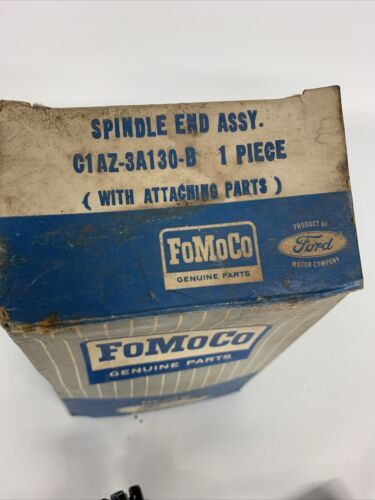 SPINDLE END ASSY.
C1AZ-3A130-B 1 PIECE
( WITH ATTACHING PARTS )
FoMoCo
GENUINE PARTS
PRODUCT OF
Ford
MOTOR COMPANY
FoMoCo
GENUINE PARTS